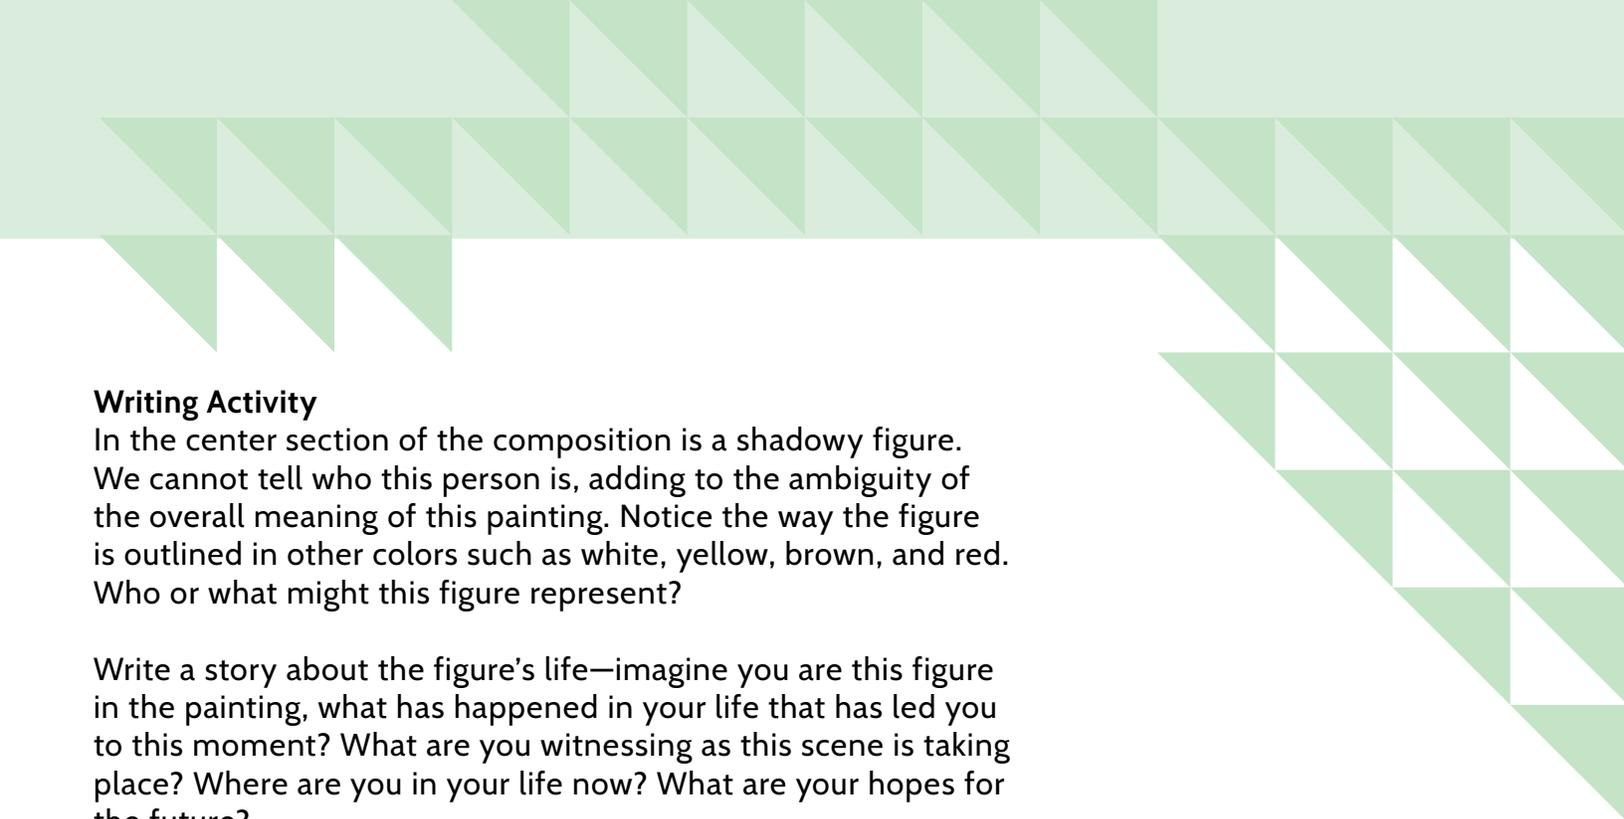 Writing Activity
In the center section of the composition is a shadowy figure.
We cannot tell who this person is, adding to the ambiguity of
the overall meaning of this painting. Notice the way the figure
is outlined in other colors such as white, yellow, brown, and red.
Who or what might this figure represent?
Write a story about the figure’s life—imagine you are this figure
in the painting, what has happened in your life that has led you
to this moment? What are you witnessing as this scene is taking
place? Where are you in your life now? What are your hopes for
the future?